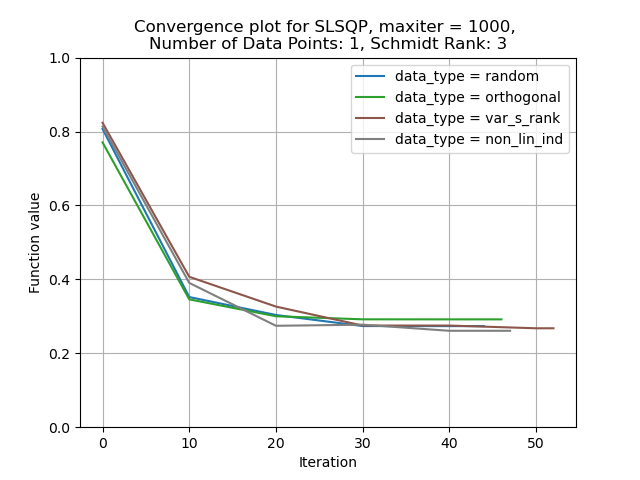 Convergence plot for SLSQP, maxiter = 1000,
Number of Data Points: 1, Schmidt Rank: 3
data_type = random
data_type = orthogonal
data_type = var_s_rank
data_type = non_lin_ind
Function value
1.0
0.8
0.6
0.4
0.2
0.0
0 10 20 30 40 50
Iteration